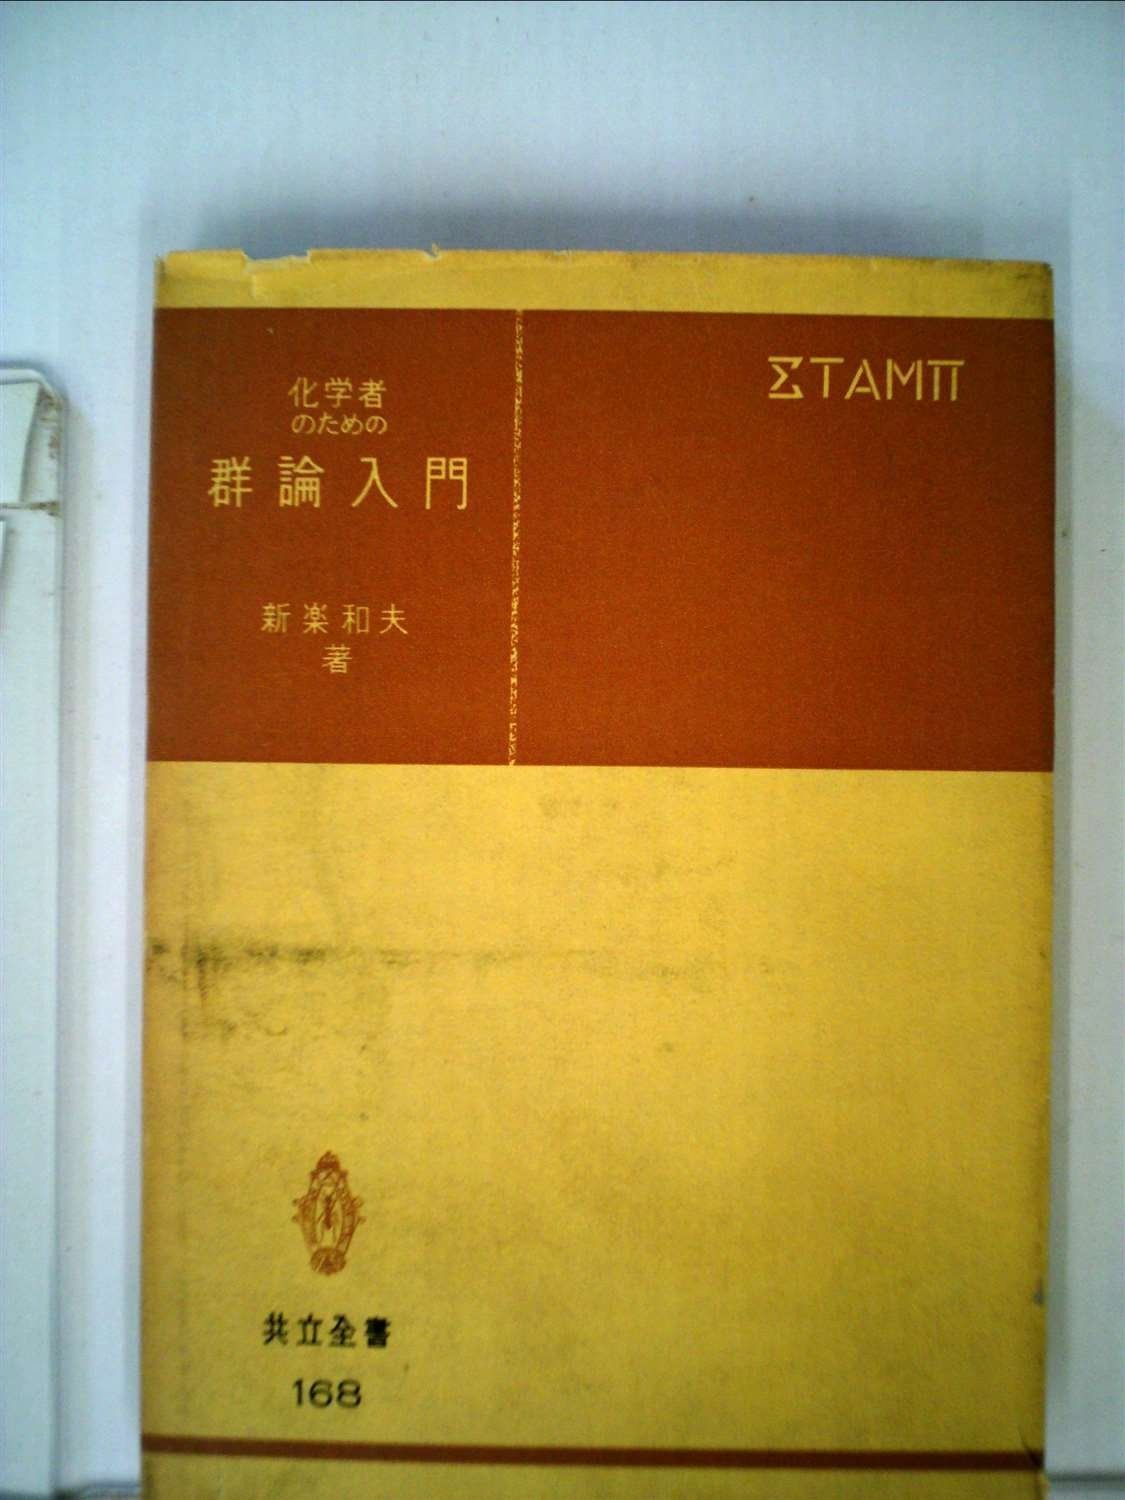 化学者
のための
群論入門
新楽和夫
著
ΣTAMΠ
共立全書
168